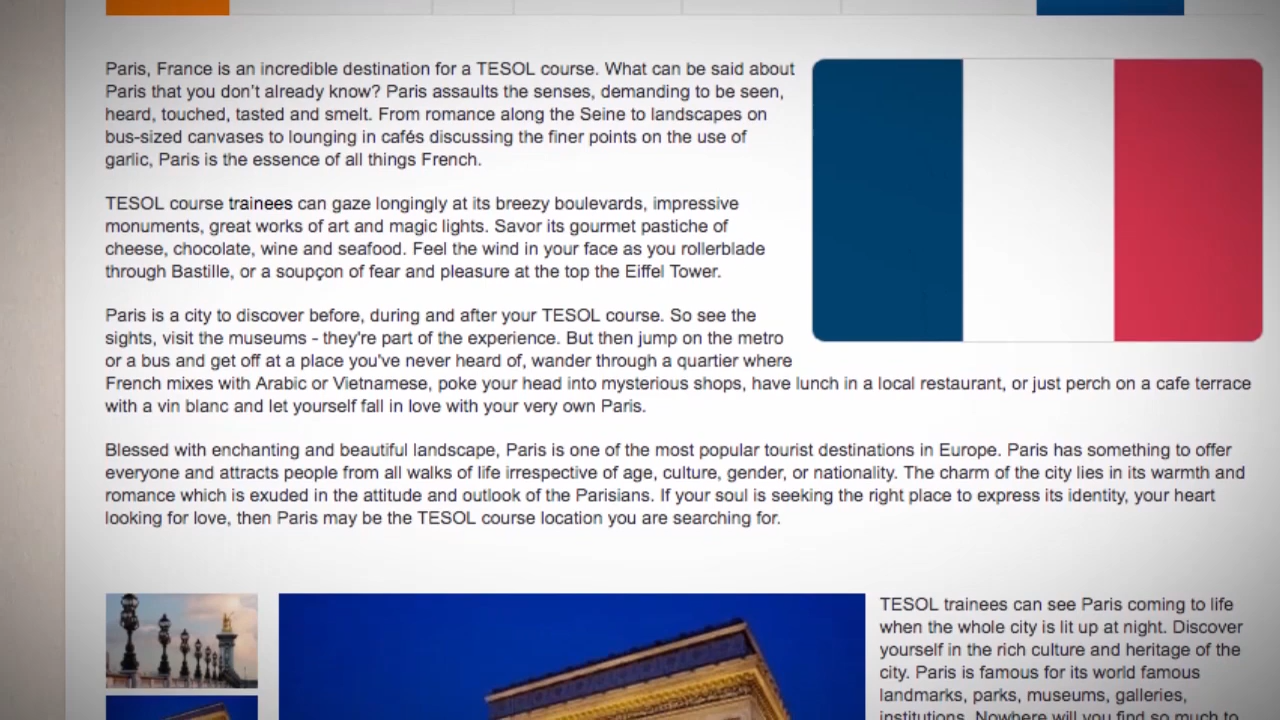 Paris, France is an incredible destination for a TESOL course. What can be said about
Paris that you don't already know? Paris assaults the senses, demanding to be seen,
heard, touched, tasted and smelt. From romance along the Seine to landscapes on
bus-sized canvases to lounging in cafés discussing the finer points on the use of
garlic, Paris is the essence of all things French.
TESOL course trainees can gaze longingly at its breezy boulevards, impressive
monuments, great works of art and magic lights. Savor its gourmet pastiche of
cheese, chocolate, wine and seafood. Feel the wind in your face as you rollerblade
through Bastille, or a soupçon of fear and pleasure at the top the Eiffel Tower.
Paris is a city to discover before, during and after your TESOL course. So see the
sights, visit the museums - they're part of the experience. But then jump on the metro
or a bus and get off at a place you've never heard of, wander through a quartier where
French mixes with Arabic or Vietnamese, poke your head into mysterious shops, have lunch in a local restaurant, or just perch on a cafe terrace
with a vin blanc and let yourself fall in love with your very own Paris.
Blessed with enchanting and beautiful landscape, Paris is one of the most popular tourist destinations in Europe. Paris has something to offer
everyone and attracts people from all walks of life irrespective of age, culture, gender, or nationality. The charm of the city lies in its warmth and
romance which is exuded in the attitude and outlook of the Parisians. If your soul is seeking the right place to express its identity, your heart
looking for love, then Paris may be the TESOL course location you are searching for.
TESOL trainees can see Paris coming to life
when the whole city is lit up at night. Discover
yourself in the rich culture and heritage of the
city. Paris is famous for its world famous
landmarks, parks, museums, galleries,
institutions. Nowhere will you find so much to